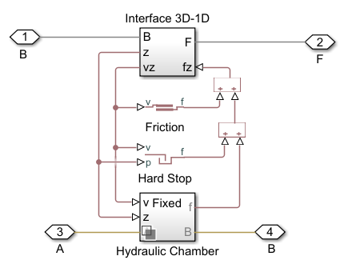 Interface 3D-1D
1
B
B
z
vz
F
fz
2
F
v
f
Friction
v
p
f
Hard Stop
v Fixed
z
f
B
3
A
4
B
Hydraulic Chamber